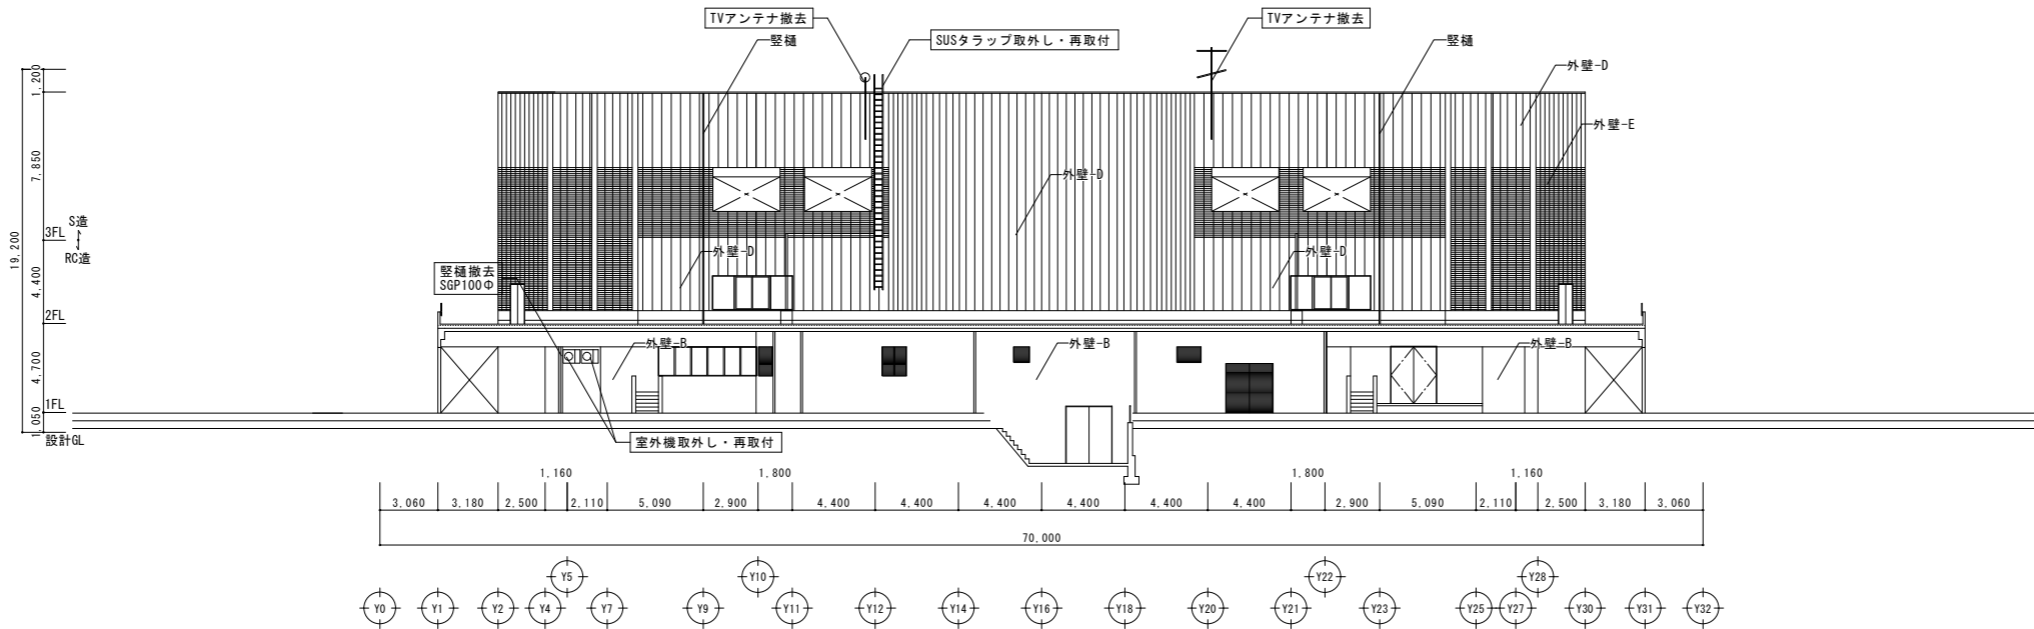 TVアンテナ撤去
TVアンテナ撤去
竪樋
SUSタラップ取外し・再取付
竪樋
外壁-D
外壁-E
外壁-D
外壁-D
外壁-D
竪樋撤去
SGP100Φ
外壁-B
外壁-B
外壁-B
室外機取外し・再取付
1,200
7,850
19,200
S造
3FL
RC造
4,400
2FL
4,700
1FL
1,050
設計GL
1,160 1,800 1,800 1,160
3,060 3,180 2,500 2,110 5,090 2,900 4,400 4,400 4,400 4,400 4,400 4,400 2,900 5,090 2,110 2,500 3,180 3,060
70,000
Y5 Y10 Y22 Y28
Y0 Y1 Y2 Y4 Y7 Y9 Y11 Y12 Y14 Y16 Y18 Y20 Y21 Y23 Y25 Y27 Y30 Y31 Y32